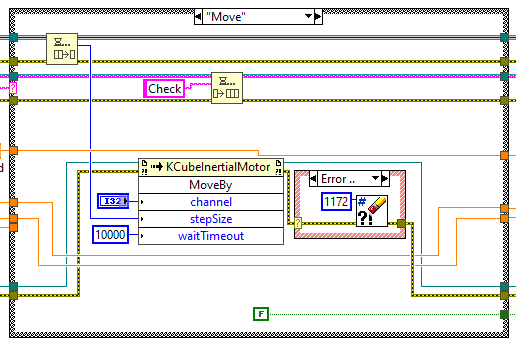 "Move"
Check
d
KCubeInertialMotor
MoveBy
I32
channel
stepSize
10000
waitTimeout
Error ..
1172
#
?!
F